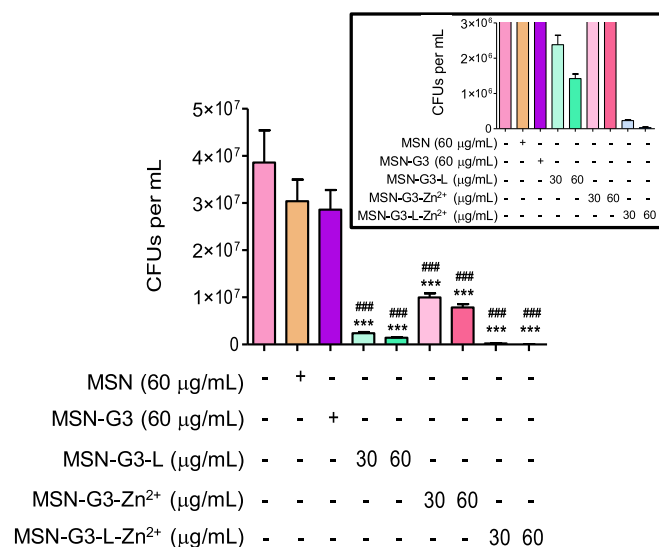 3×10⁶
2×10⁶
1×10⁶
0
CFUs per mL
MSN (60 μg/mL) - + - - - - - - -
MSN-G3 (60 μg/mL) - - + - - - - - -
MSN-G3-L (μg/mL) - - - 30 60 - - - -
MSN-G3-Zn²⁺ (μg/mL) - - - - - 30 60 - -
MSN-G3-L-Zn²⁺ (μg/mL) - - - - - - - 30 60
5×10⁷
4×10⁷
3×10⁷
2×10⁷
1×10⁷
0
CFUs per mL
### ### ### ### ### ###
*** *** *** *** *** ***
MSN (60 μg/mL) - + - - - - - - -
MSN-G3 (60 μg/mL) - - + - - - - - -
MSN-G3-L (μg/mL) - - - 30 60 - - - -
MSN-G3-Zn²⁺ (μg/mL) - - - - - 30 60 - -
MSN-G3-L-Zn²⁺ (μg/mL) - - - - - - - 30 60